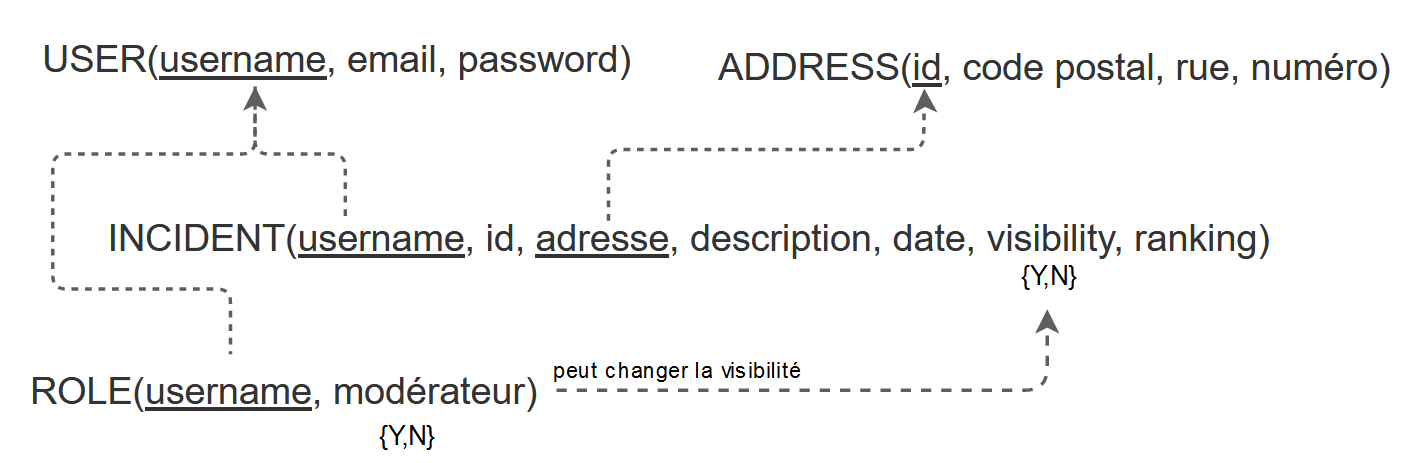 USER(username, email, password)
ADDRESS(id, code postal, rue, numéro)
INCIDENT(username, id, adresse, description, date, visibility, ranking)
{Y,N}
peut changer la visibilité
ROLE(username, modérateur)
{Y,N}